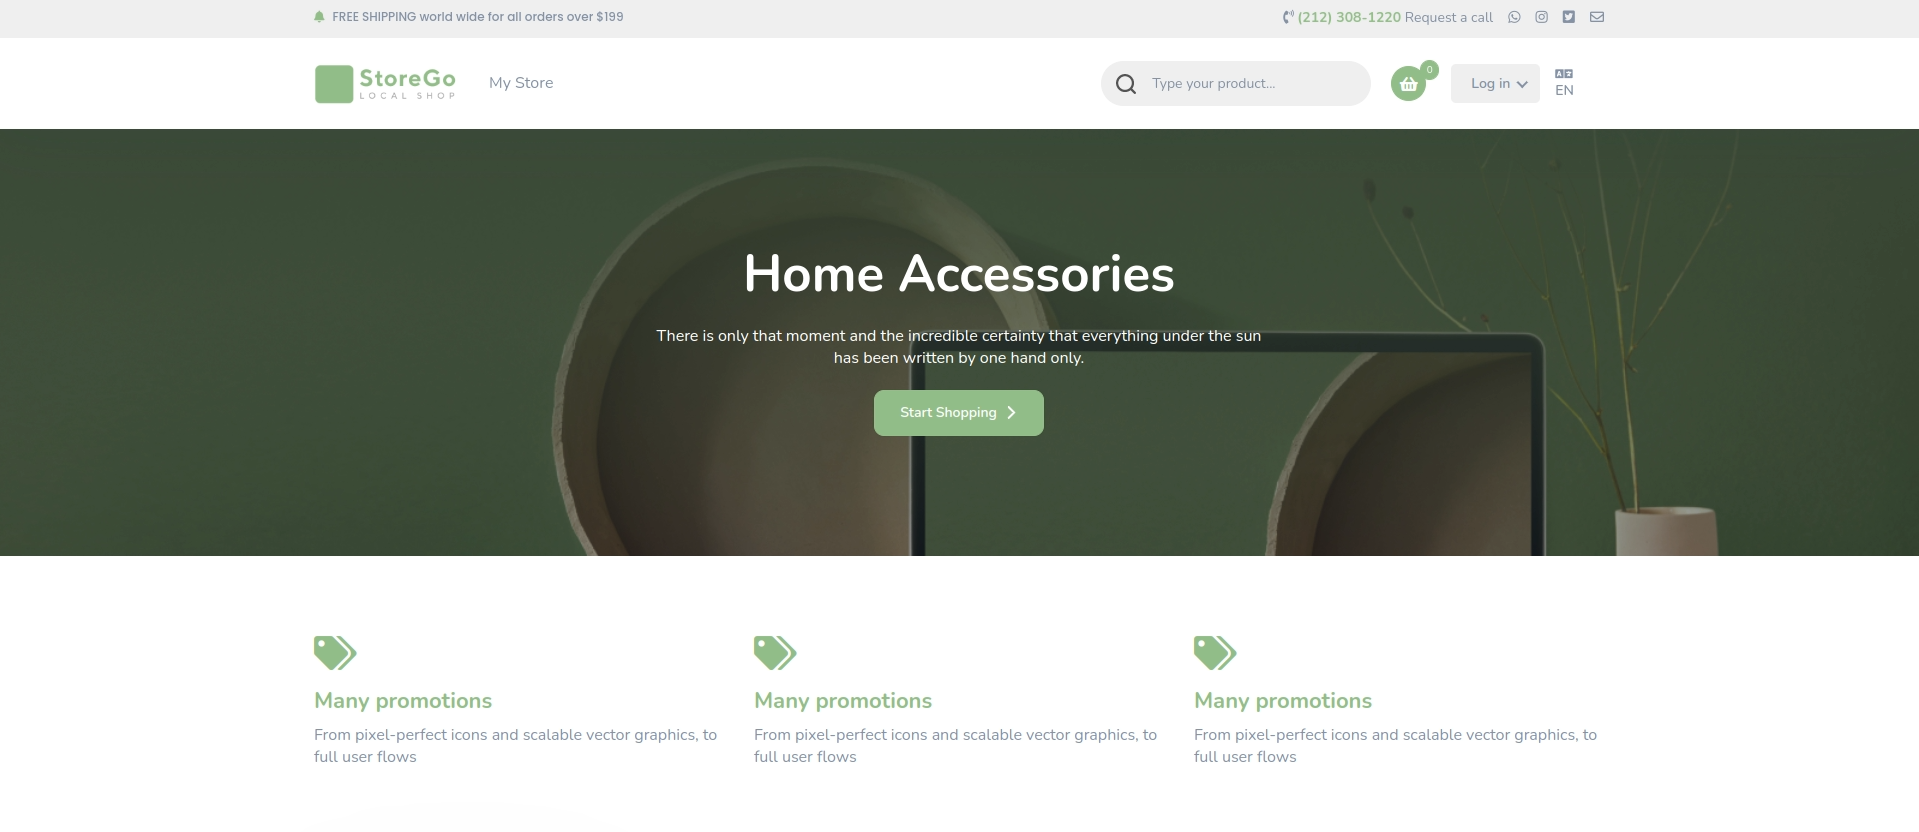 FREE SHIPPING world wide for all orders over $199
(212) 308-1220 Request a call
StoreGo
LOCAL SHOP
My Store
Type your product...
0
Log in
EN
Home Accessories
There is only that moment and the incredible certainty that everything under the sun
has been written by one hand only.
Start Shopping
Many promotions
From pixel-perfect icons and scalable vector graphics, to
full user flows
Many promotions
From pixel-perfect icons and scalable vector graphics, to
full user flows
Many promotions
From pixel-perfect icons and scalable vector graphics, to
full user flows